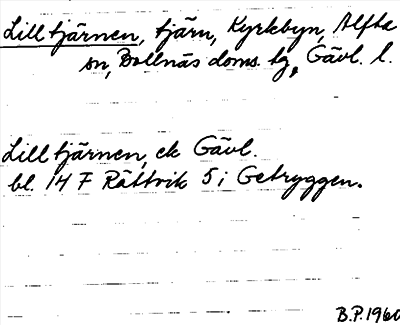 Lilltjärnen, tjärn, Kyrkbyn, Alfta
sn, Bollnäs doms. tg, Gävl. l.
Lilltjärnen, ek Gävl.
bl. 14 F Rättvik 5 i Getryggen.
B.P. 1960